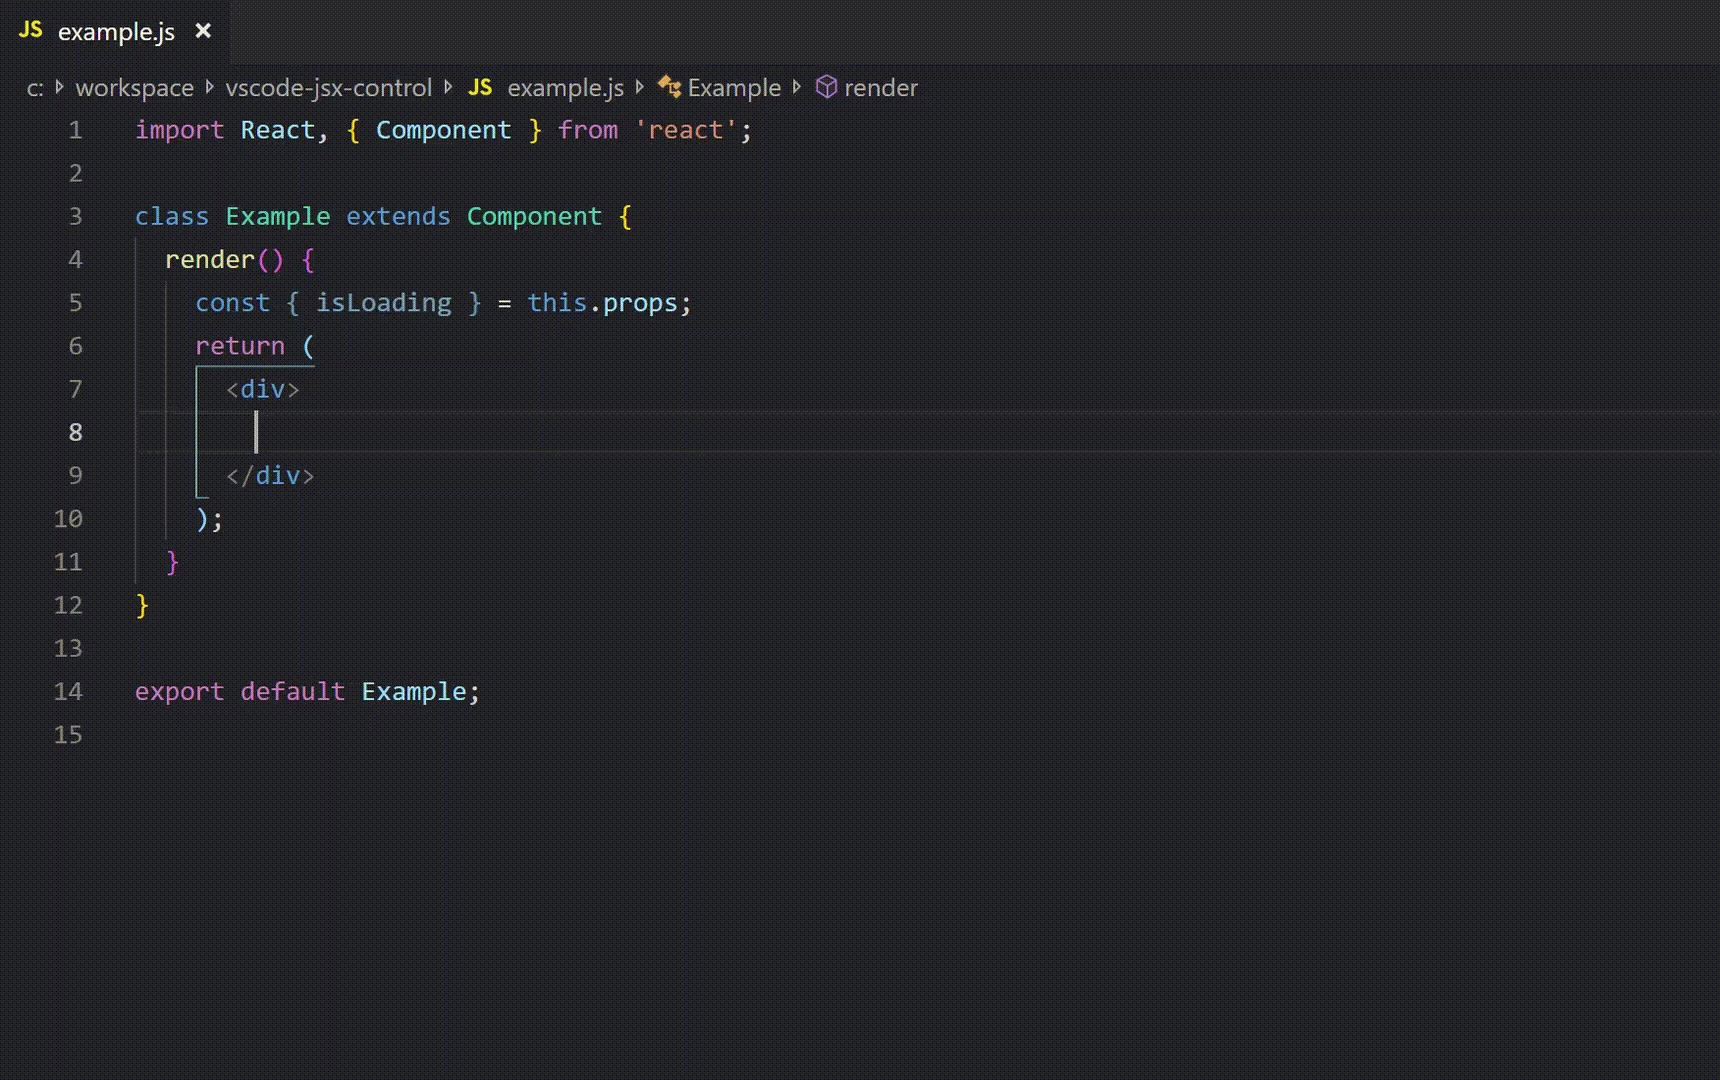 JS example.js ×
c: workspace vscode-jsx-control JS example.js Example render
1 import React, { Component } from 'react';
2
3 class Example extends Component {
4 render() {
5 const { isLoading } = this.props;
6 return (
7 <div>
8
9 </div>
10 );
11 }
12 }
13
14 export default Example;
15